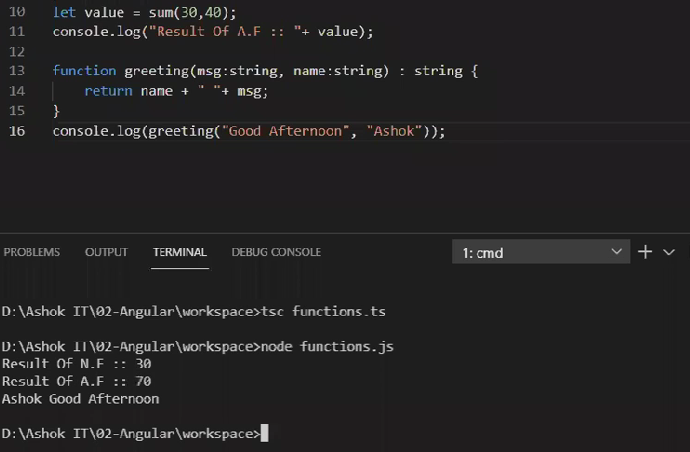 10 let value = sum(30,40);
11 console.log("Result Of A.F :: "+ value);
12
13 function greeting(msg:string, name:string) : string {
14 return name + " "+ msg;
15 }
16 console.log(greeting("Good Afternoon", "Ashok"));
PROBLEMS OUTPUT TERMINAL DEBUG CONSOLE 1: cmd
D:\Ashok IT\02-Angular\workspace>tsc functions.ts
D:\Ashok IT\02-Angular\workspace>node functions.js
Result Of N.F :: 30
Result Of A.F :: 70
Ashok Good Afternoon
D:\Ashok IT\02-Angular\workspace>